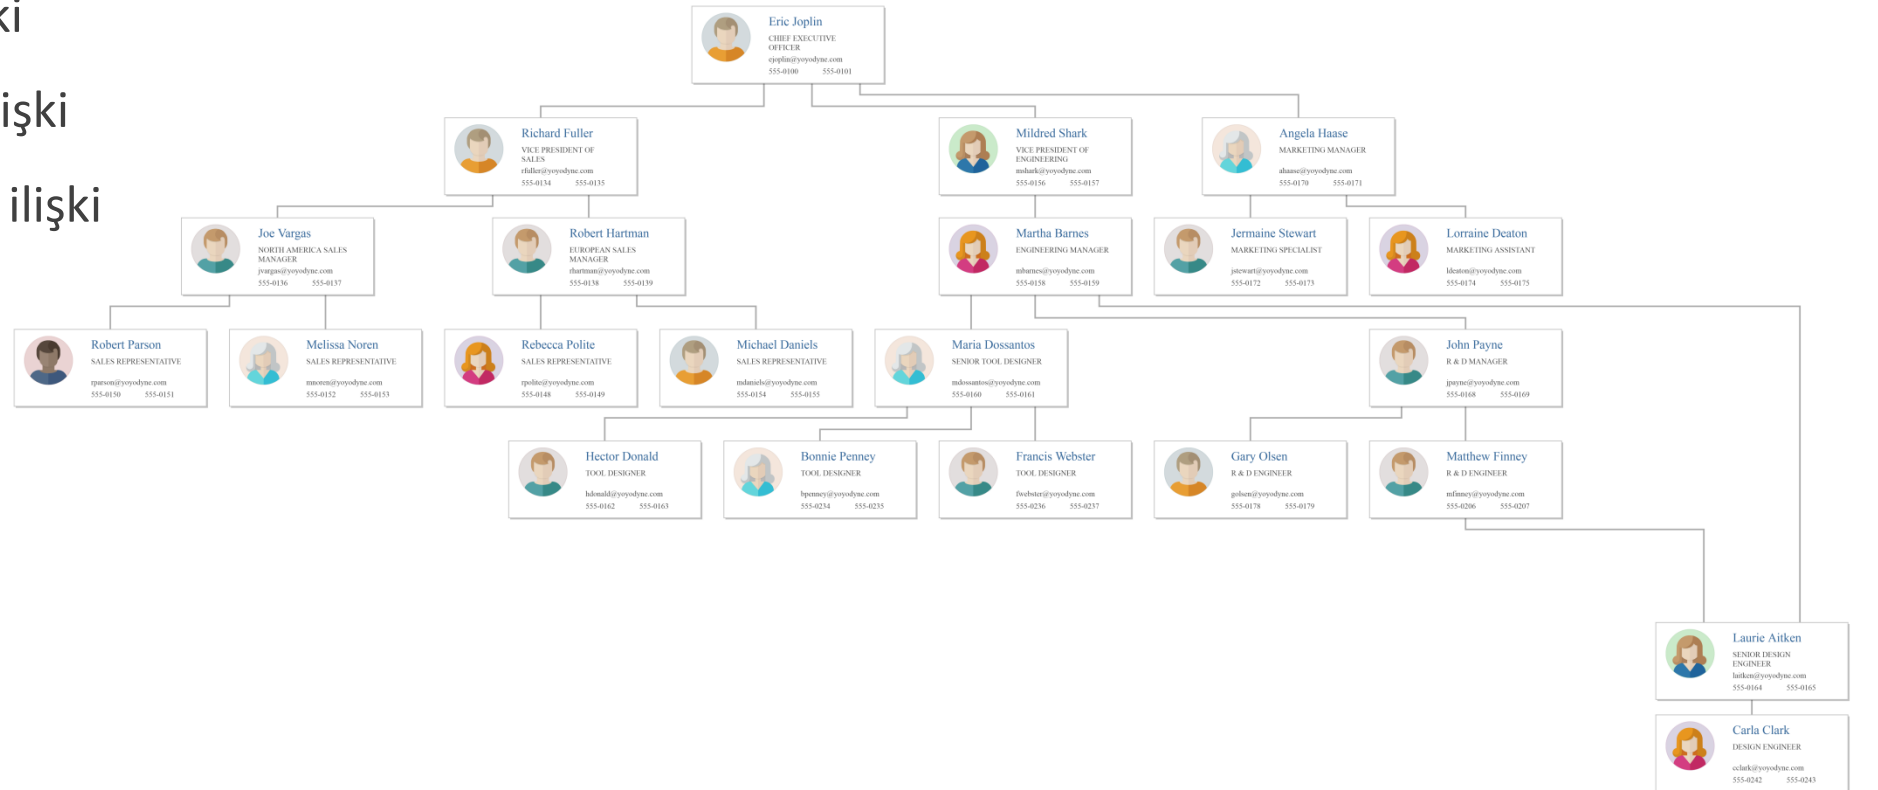 ki
işki
ilişki
Eric Joplin
CHIEF EXECUTIVE
OFFICER
ejoplin@yoyodyne.com
555-0100 555-0101
Richard Fuller
VICE PRESIDENT OF
SALES
rfuller@yoyodyne.com
555-0134 555-0135
Mildred Shark
VICE PRESIDENT OF
ENGINEERING
mshark@yoyodyne.com
555-0156 555-0157
Angela Haase
MARKETING MANAGER
ahaase@yoyodyne.com
555-0170 555-0171
Joe Vargas
NORTH AMERICA SALES
MANAGER
jvargas@yoyodyne.com
555-0136 555-0137
Robert Hartman
EUROPEAN SALES
MANAGER
rhartman@yoyodyne.com
555-0138 555-0139
Martha Barnes
ENGINEERING MANAGER
mbarnes@yoyodyne.com
555-0158 555-0159
Jermaine Stewart
MARKETING SPECIALIST
jstewart@yoyodyne.com
555-0172 555-0173
Lorraine Deaton
MARKETING ASSISTANT
ldeaton@yoyodyne.com
555-0174 555-0175
Robert Parson
SALES REPRESENTATIVE
rparson@yoyodyne.com
555-0150 555-0151
Melissa Noren
SALES REPRESENTATIVE
mnoren@yoyodyne.com
555-0152 555-0153
Rebecca Polite
SALES REPRESENTATIVE
rpolite@yoyodyne.com
555-0148 555-0149
Michael Daniels
SALES REPRESENTATIVE
mdaniels@yoyodyne.com
555-0154 555-0155
Maria Dossantos
SENIOR TOOL DESIGNER
mdossantos@yoyodyne.com
555-0160 555-0161
John Payne
R & D MANAGER
jpayne@yoyodyne.com
555-0168 555-0169
Hector Donald
TOOL DESIGNER
hdonald@yoyodyne.com
555-0162 555-0163
Bonnie Penney
TOOL DESIGNER
bpenney@yoyodyne.com
555-0234 555-0235
Francis Webster
TOOL DESIGNER
fwebster@yoyodyne.com
555-0236 555-0237
Gary Olsen
R & D ENGINEER
golsen@yoyodyne.com
555-0178 555-0179
Matthew Finney
R & D ENGINEER
mfinney@yoyodyne.com
555-0206 555-0207
Laurie Aitken
SENIOR DESIGN
ENGINEER
laitken@yoyodyne.com
555-0164 555-0165
Carla Clark
DESIGN ENGINEER
cclark@yoyodyne.com
555-0242 555-0243